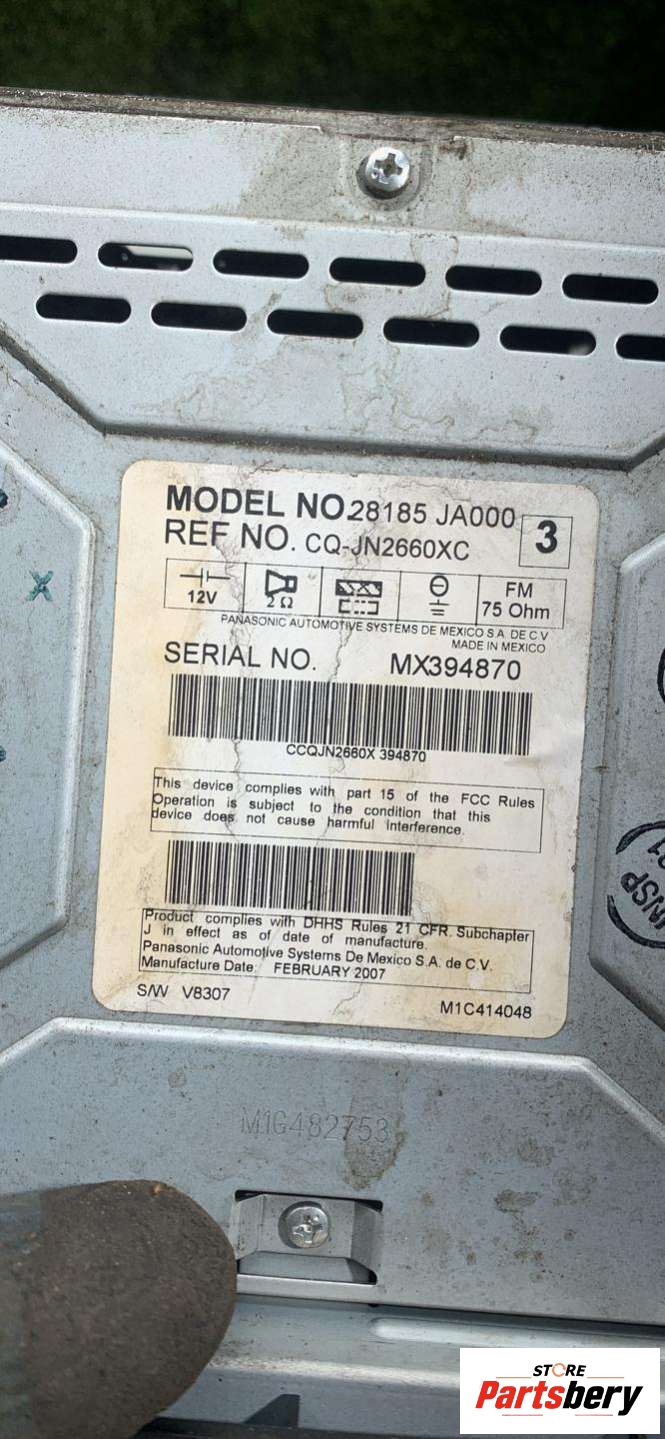 MODEL NO. 28185 JA000
REF NO. CQ-JN2660XC
3
12V
2 Ω
FM
75 Ohm
PANASONIC AUTOMOTIVE SYSTEMS DE MEXICO S A DE C V
MADE IN MEXICO
SERIAL NO. MX394870
CCQJN2660X 394870
This device complies with part 15 of the FCC Rules
Operation is subject to the condition that this
device does not cause harmful interference.
Product complies with DHHS Rules 21 CFR. Subchapter
J in effect as of date of manufacture.
Panasonic Automotive Systems De Mexico S.A. de C.V.
Manufacture Date: FEBRUARY 2007
S/W V8307
M1C414048
M1G482753
STORE
Partsbery